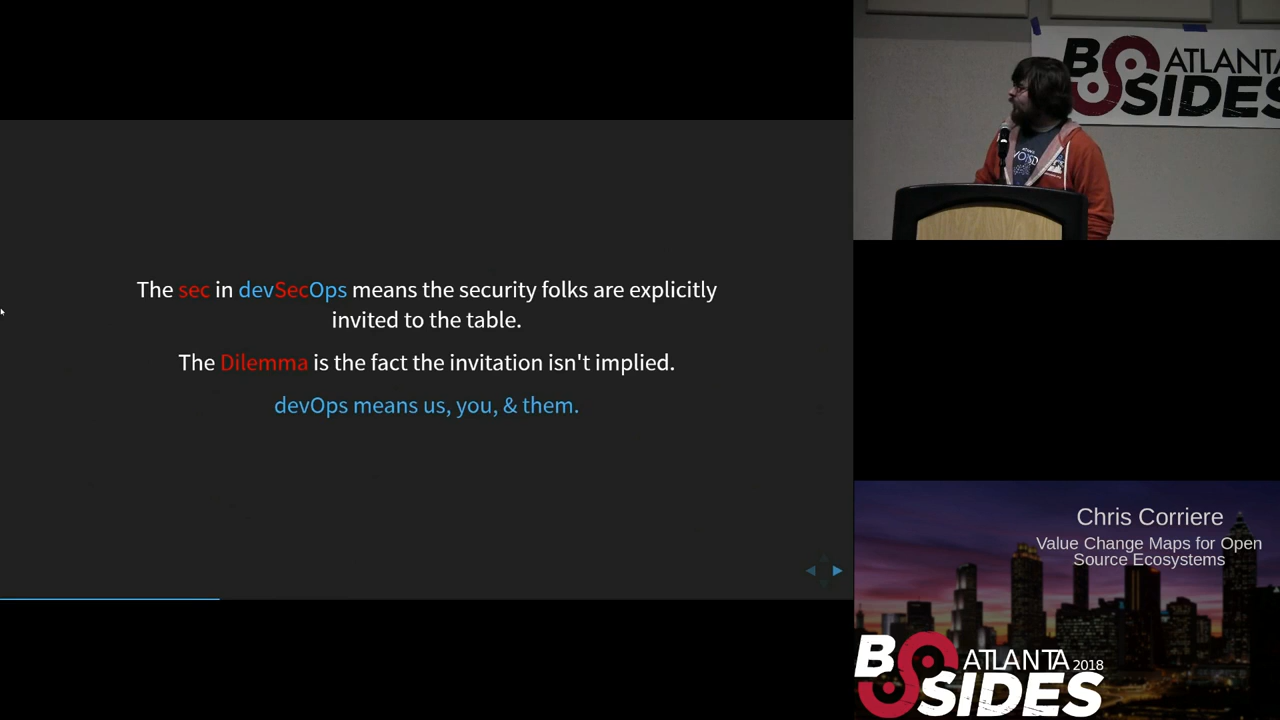 The sec in devSecOps means the security folks are explicitly
invited to the table.
The Dilemma is the fact the invitation isn't implied.
devOps means us, you, & them.
B ATLANTA
SIDES
Chris Corriere
Value Change Maps for Open
Source Ecosystems
B ATLANTA 2018
SIDES